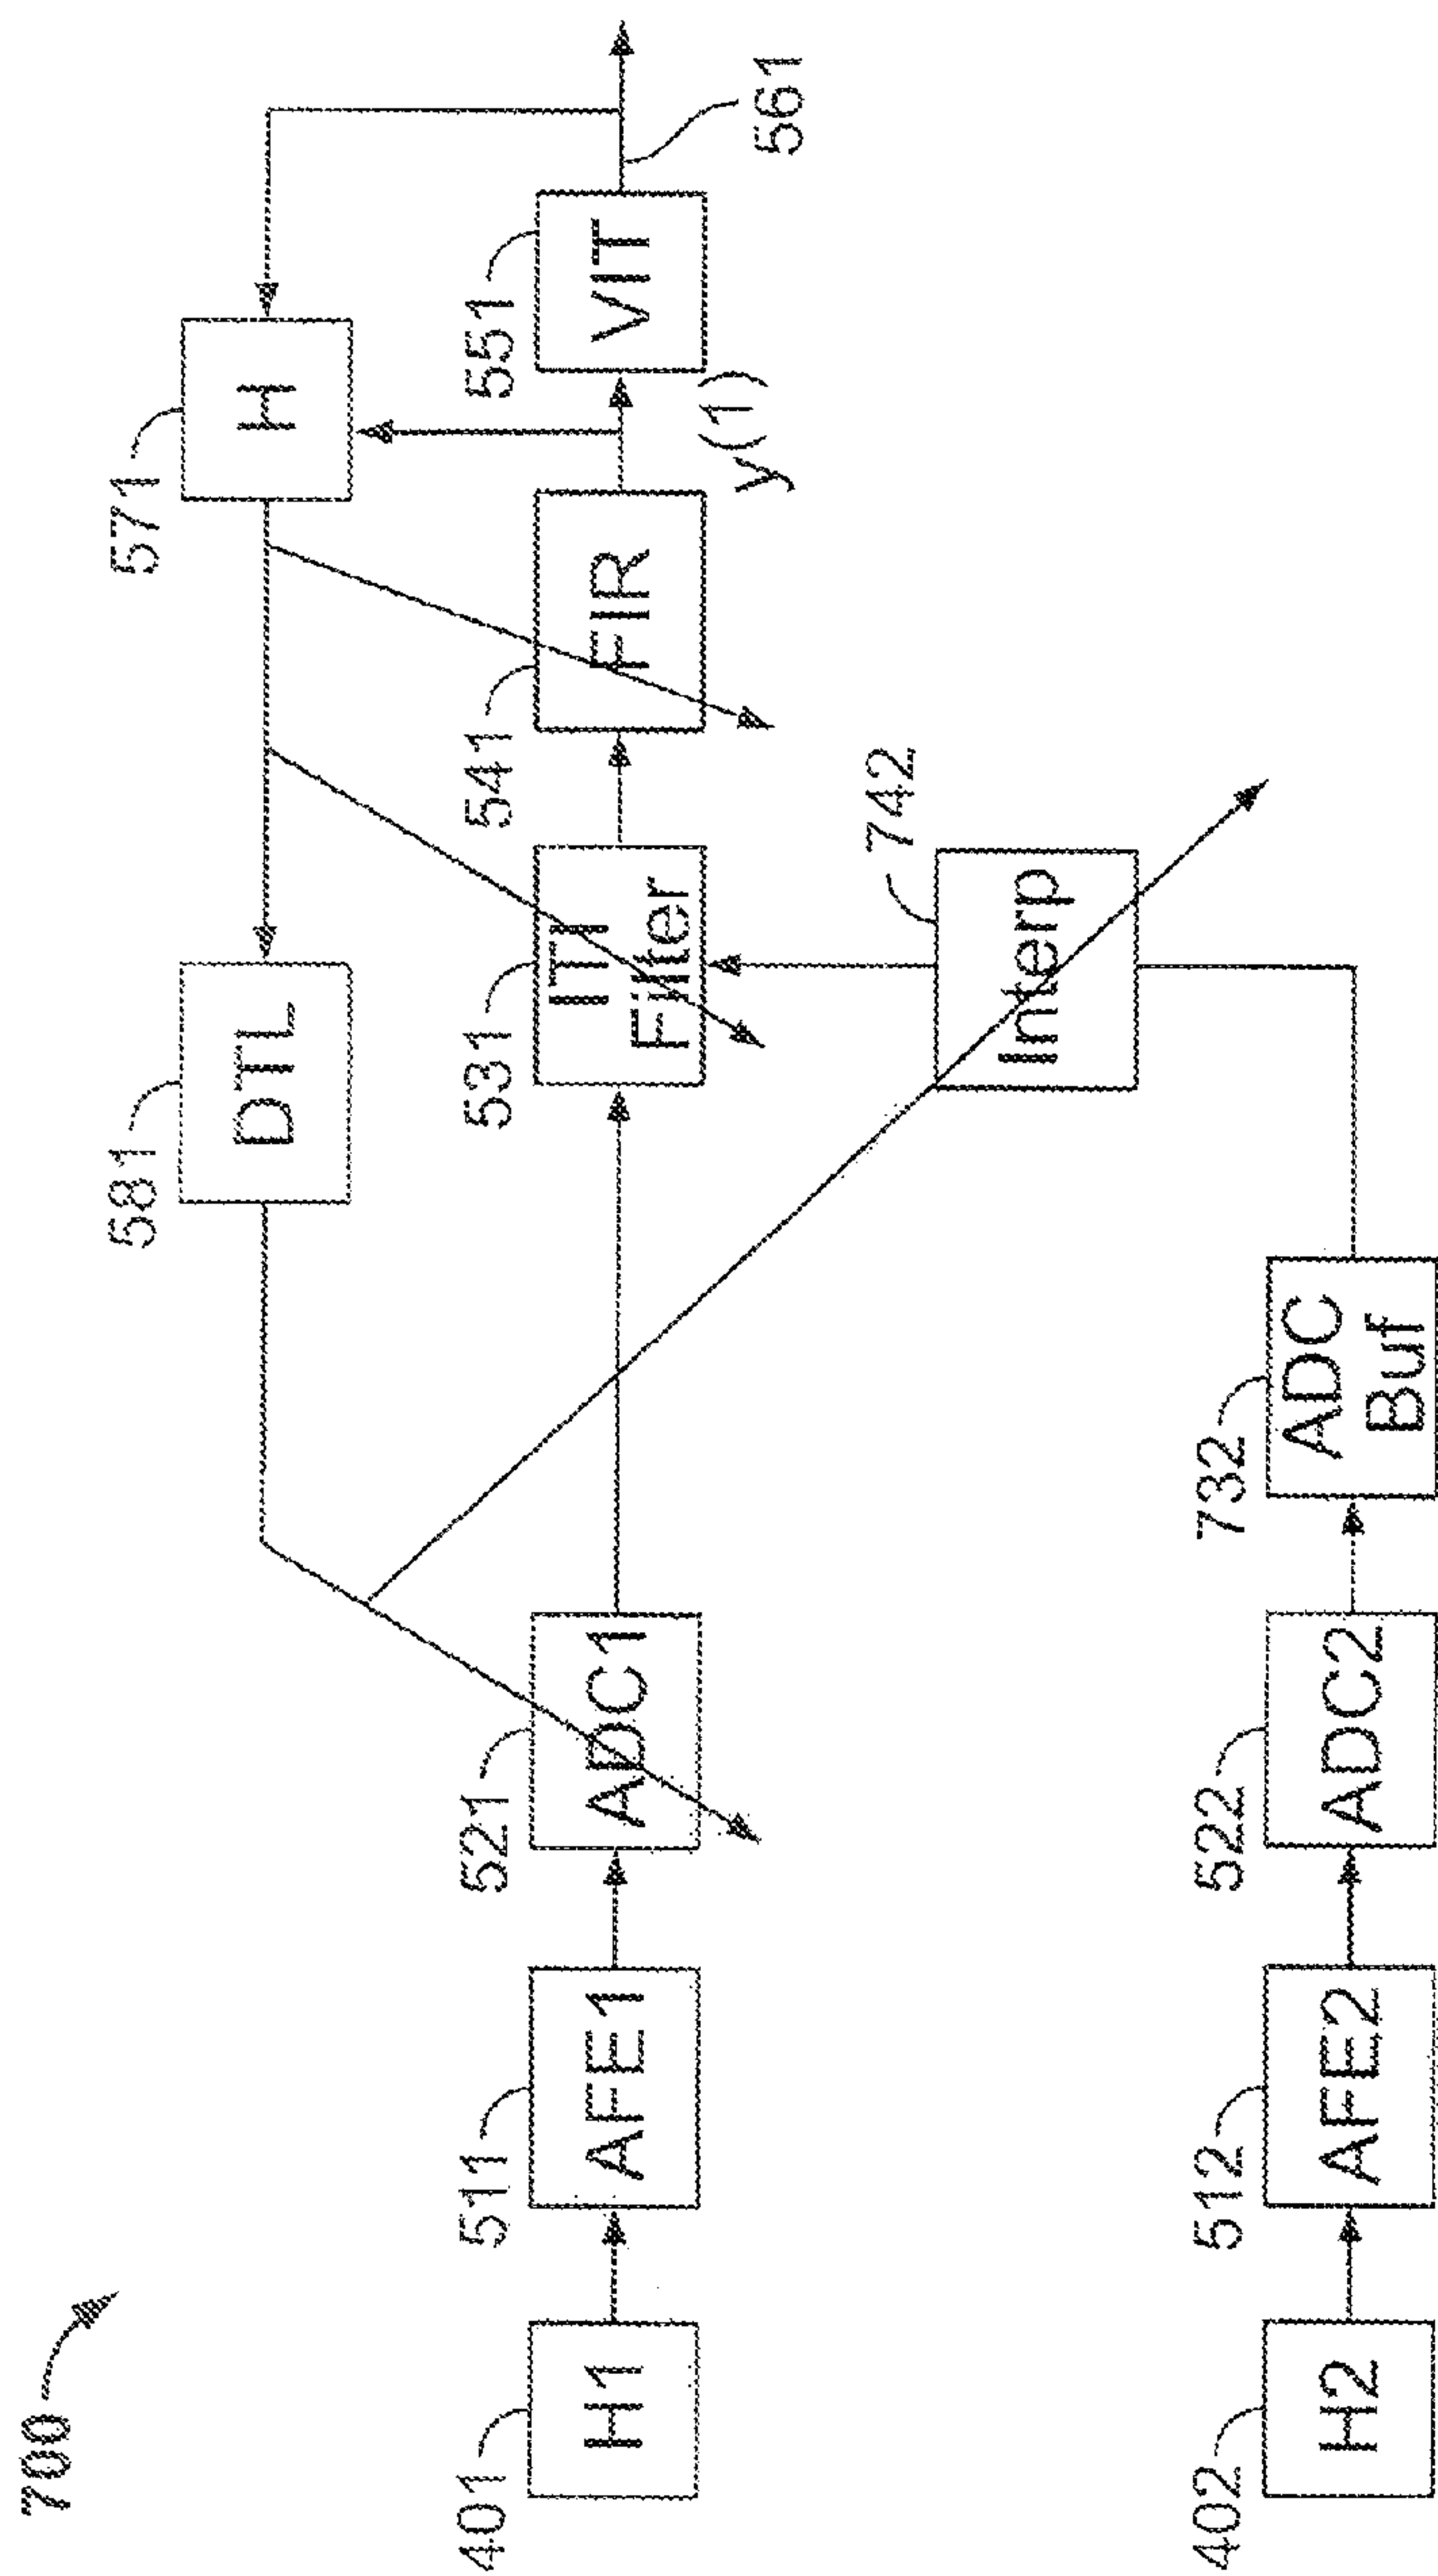 700
571
H
581
DTL
401
H1
511
AFE1
521
ADC1
531
ITI
Filter
541
FIR
y(1)
551
VIT
561
742
Interp
402
H2
512
AFE2
522
ADC2
732
ADC
Buf